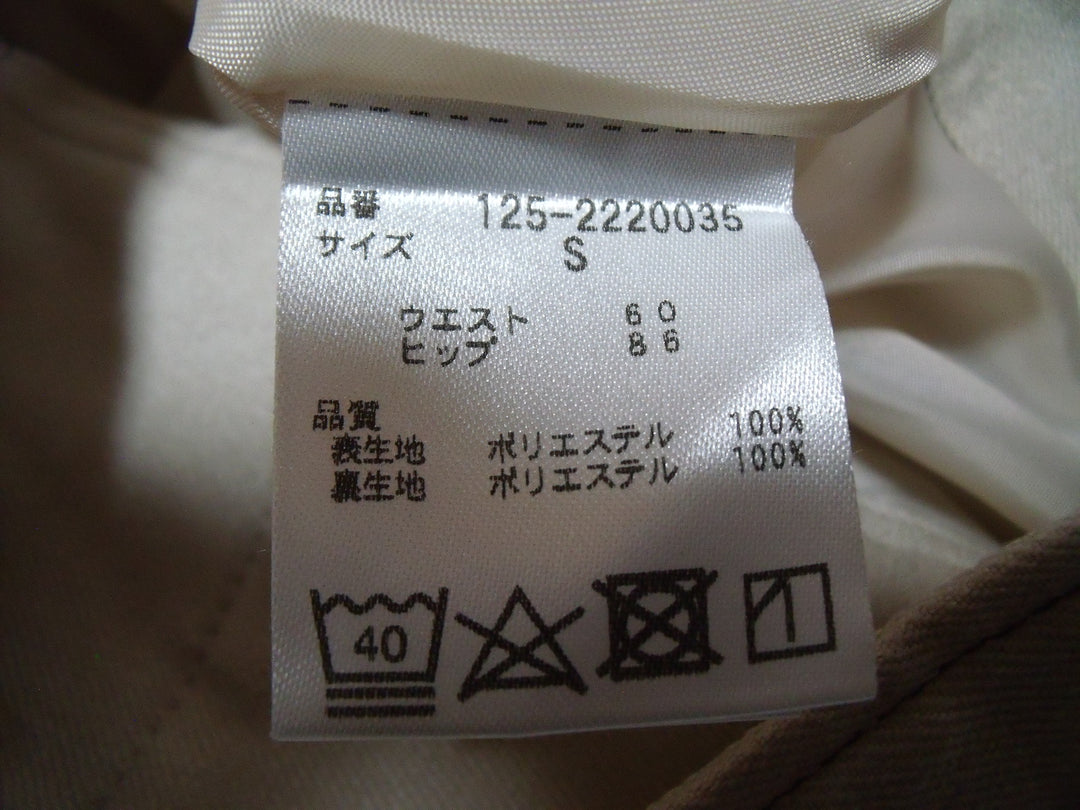 品番 125-2220035
サイズ S
ウエスト 60
ヒップ 86
品質
表生地 ポリエステル 100%
裏生地 ポリエステル 100%
40